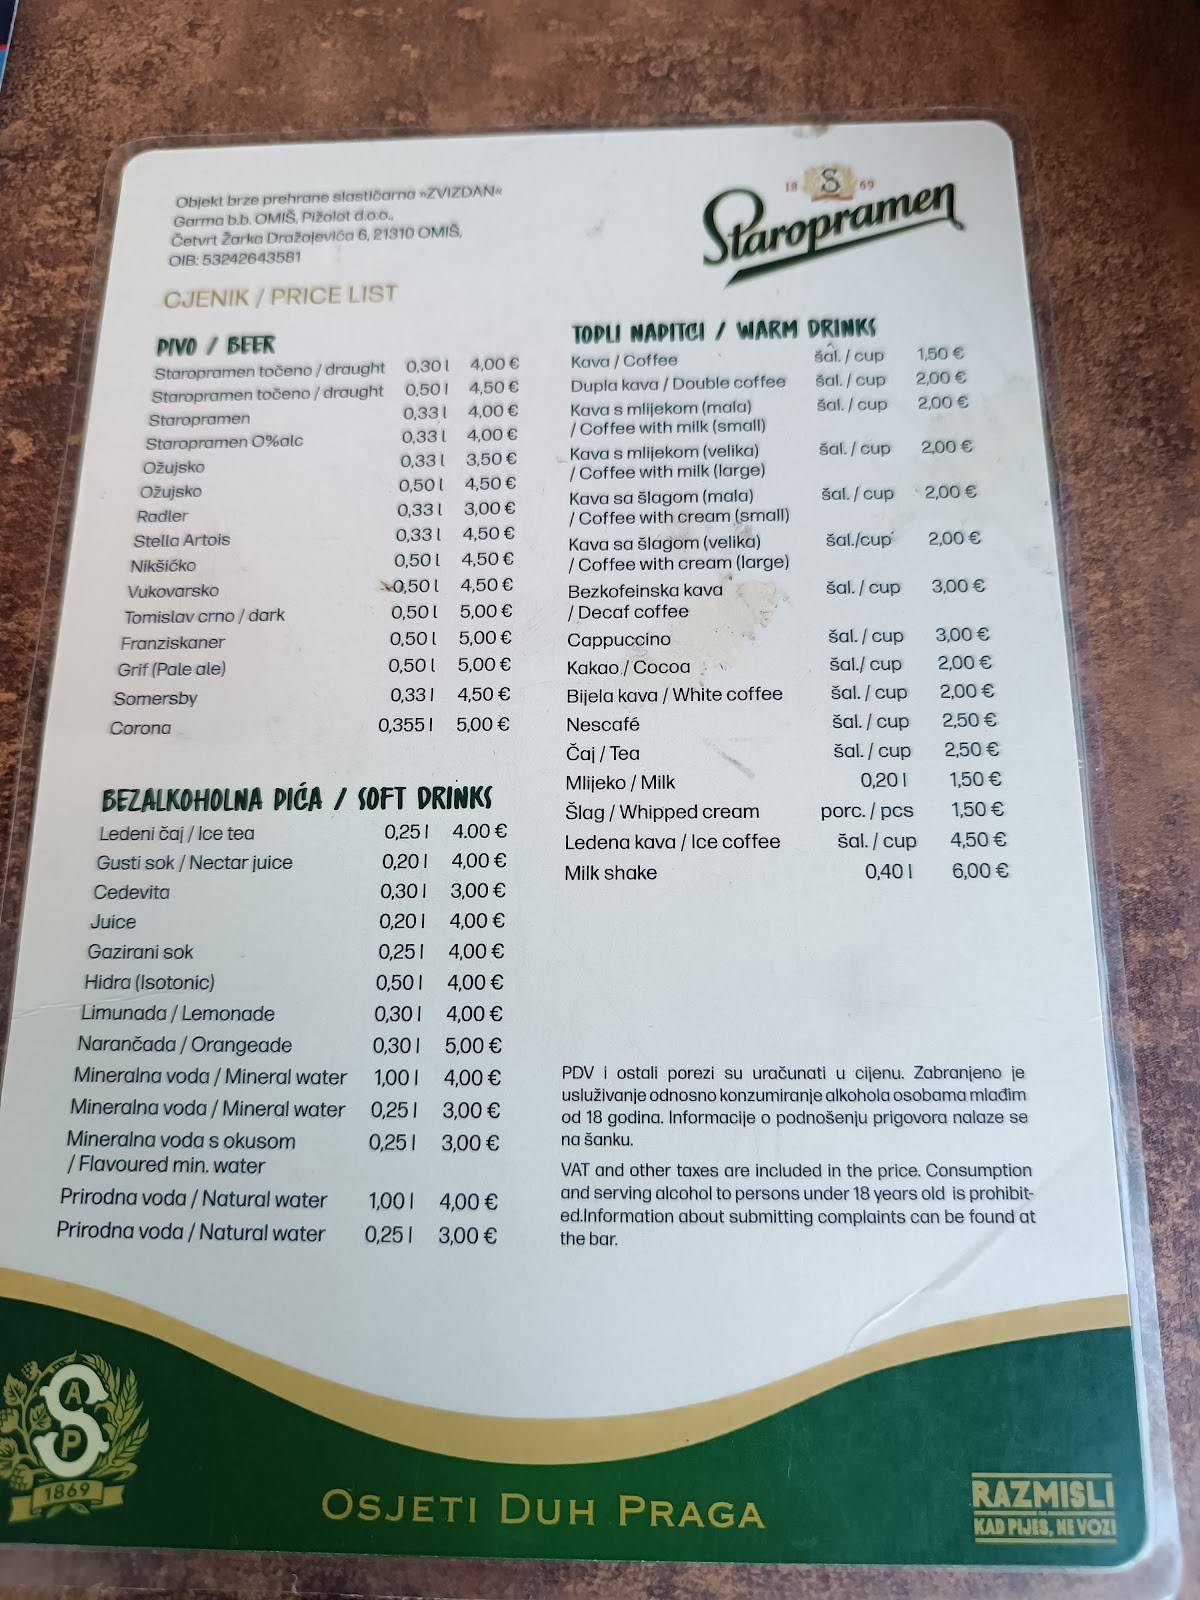 Objekt brze prehrane slastičarna »ZVIZDAN«
Garma b.b. OMIŠ, Pižolot d.o.o.,
Četvrt Žarka Dražojevića 6, 21310 OMIŠ,
OIB: 53242643581
CJENIK / PRICE LIST
18 S 69
Staropramen
PIVO / BEER
Staropramen točeno / draught 0,30 l 4,00 €
Staropramen točeno / draught 0,50 l 4,50 €
Staropramen 0,33 l 4,00 €
Staropramen 0%alc 0,33 l 4,00 €
Ožujsko 0,33 l 3,50 €
Ožujsko 0,50 l 4,50 €
Radler 0,33 l 3,00 €
Stella Artois 0,33 l 4,50 €
Nikšićko 0,50 l 4,50 €
Vukovarsko 0,50 l 4,50 €
Tomislav crno / dark 0,50 l 5,00 €
Franziskaner 0,50 l 5,00 €
Grif (Pale ale) 0,50 l 5,00 €
Somersby 0,33 l 4,50 €
Corona 0,355 l 5,00 €
BEZALKOHOLNA PIĆA / SOFT DRINKS
Ledeni čaj / Ice tea 0,25 l 4.00 €
Gusti sok / Nectar juice 0,20 l 4,00 €
Cedevita 0,30 l 3,00 €
Juice 0,20 l 4,00 €
Gazirani sok 0,25 l 4,00 €
Hidra (Isotonic) 0,50 l 4,00 €
Limunada / Lemonade 0,30 l 4,00 €
Narančada / Orangeade 0,30 l 5,00 €
Mineralna voda / Mineral water 1,00 l 4,00 €
Mineralna voda / Mineral water 0,25 l 3,00 €
Mineralna voda s okusom 0,25 l 3,00 €
/ Flavoured min. water
Prirodna voda / Natural water 1,00 l 4,00 €
Prirodna voda / Natural water 0,25 l 3,00 €
TOPLI NAPITCI / WARM DRINKS
Kava / Coffee šal. / cup 1,50 €
Dupla kava / Double coffee šal. / cup 2,00 €
Kava s mlijekom (mala) šal. / cup 2,00 €
/ Coffee with milk (small)
Kava s mlijekom (velika) šal. / cup 2,00 €
/ Coffee with milk (large)
Kava sa šlagom (mala) šal. / cup 2,00 €
/ Coffee with cream (small)
Kava sa šlagom (velika) šal./cup 2,00 €
/ Coffee with cream (large)
Bezkofeinska kava šal. / cup 3,00 €
/ Decaf coffee
Cappuccino šal. / cup 3,00 €
Kakao / Cocoa šal./ cup 2,00 €
Bijela kava / White coffee šal. / cup 2,00 €
Nescafé šal. / cup 2,50 €
Čaj / Tea šal. / cup 2,50 €
Mlijeko / Milk 0,20 l 1,50 €
Šlag / Whipped cream porc. / pcs 1,50 €
Ledena kava / Ice coffee šal. / cup 4,50 €
Milk shake 0,40 l 6,00 €
PDV i ostali porezi su uračunati u cijenu. Zabranjeno je
usluživanje odnosno konzumiranje alkohola osobama mlađim
od 18 godina. Informacije o podnošenju prigovora nalaze se
na šanku.
VAT and other taxes are included in the price. Consumption
and serving alcohol to persons under 18 years old is prohibit-
ed.Information about submitting complaints can be found at
the bar.
A S P
1869
OSJETI DUH PRAGA
RAZMISLI
KAD PIJEŠ, NE VOZI